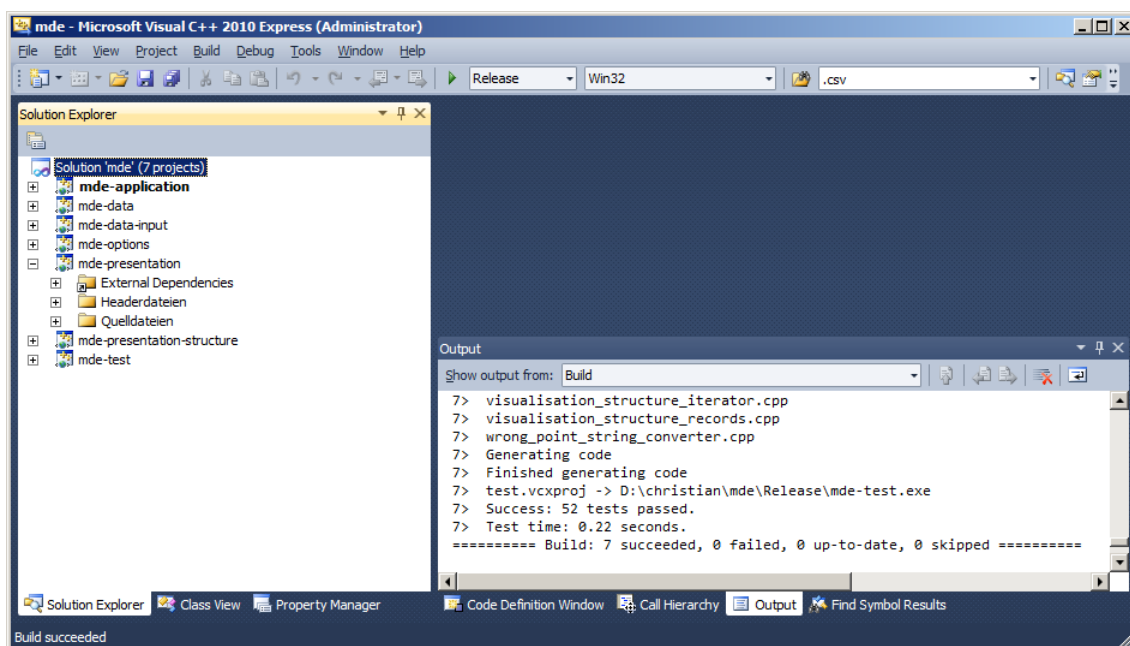 mde - Microsoft Visual C++ 2010 Express (Administrator)
File Edit View Project Build Debug Tools Window Help
Release Win32 .csv
Solution Explorer
Solution 'mde' (7 projects)
mde-application
mde-data
mde-data-input
mde-options
mde-presentation
External Dependencies
Headerdateien
Quelldateien
mde-presentation-structure
mde-test
Output
Show output from: Build
7> visualisation_structure_iterator.cpp
7> visualisation_structure_records.cpp
7> wrong_point_string_converter.cpp
7> Generating code
7> Finished generating code
7> test.vcxproj -> D:\christian\mde\Release\mde-test.exe
7> Success: 52 tests passed.
7> Test time: 0.22 seconds.
========== Build: 7 succeeded, 0 failed, 0 up-to-date, 0 skipped ==========
Solution Explorer Class View Property Manager
Code Definition Window Call Hierarchy Output Find Symbol Results
Build succeeded